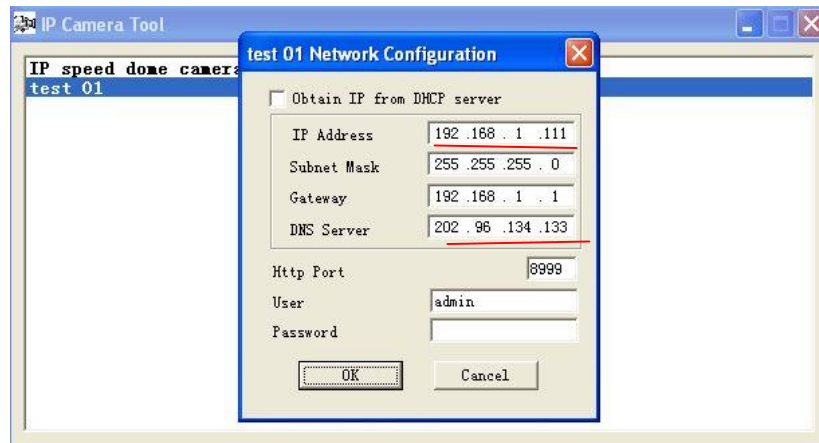 IP Camera Tool
test 01 Network Configuration
IP speed dome camera
test 01
Obtain IP from DHCP server
IP Address 192 .168 . 1 .111
Subnet Mask 255 .255 .255 . 0
Gateway 192 .168 . 1 . 1
DNS Server 202 . 96 .134 .133
Http Port 8999
User admin
Password
OK Cancel